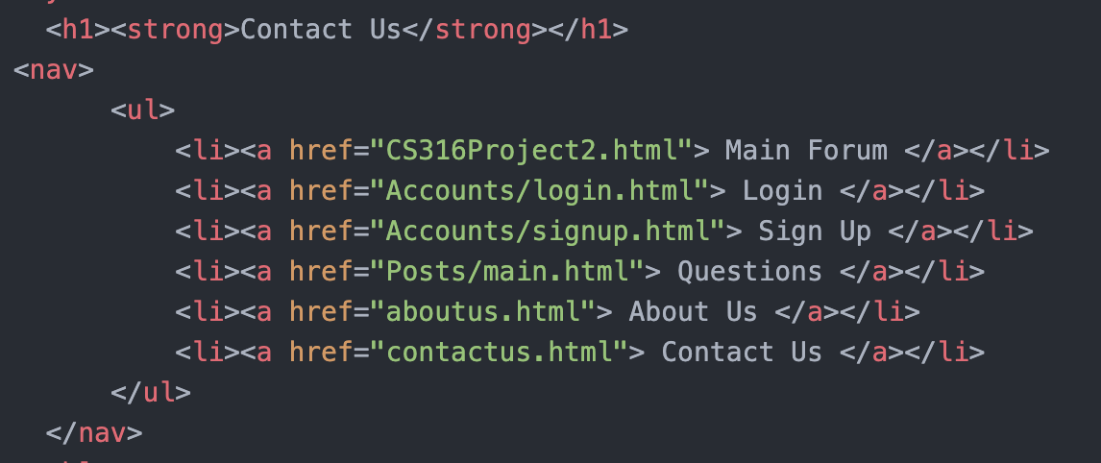 <h1><strong>Contact Us</strong></h1>
<nav>
<ul>
<li><a href="CS316Project2.html"> Main Forum </a></li>
<li><a href="Accounts/login.html"> Login </a></li>
<li><a href="Accounts/signup.html"> Sign Up </a></li>
<li><a href="Posts/main.html"> Questions </a></li>
<li><a href="aboutus.html"> About Us </a></li>
<li><a href="contactus.html"> Contact Us </a></li>
</ul>
</nav>